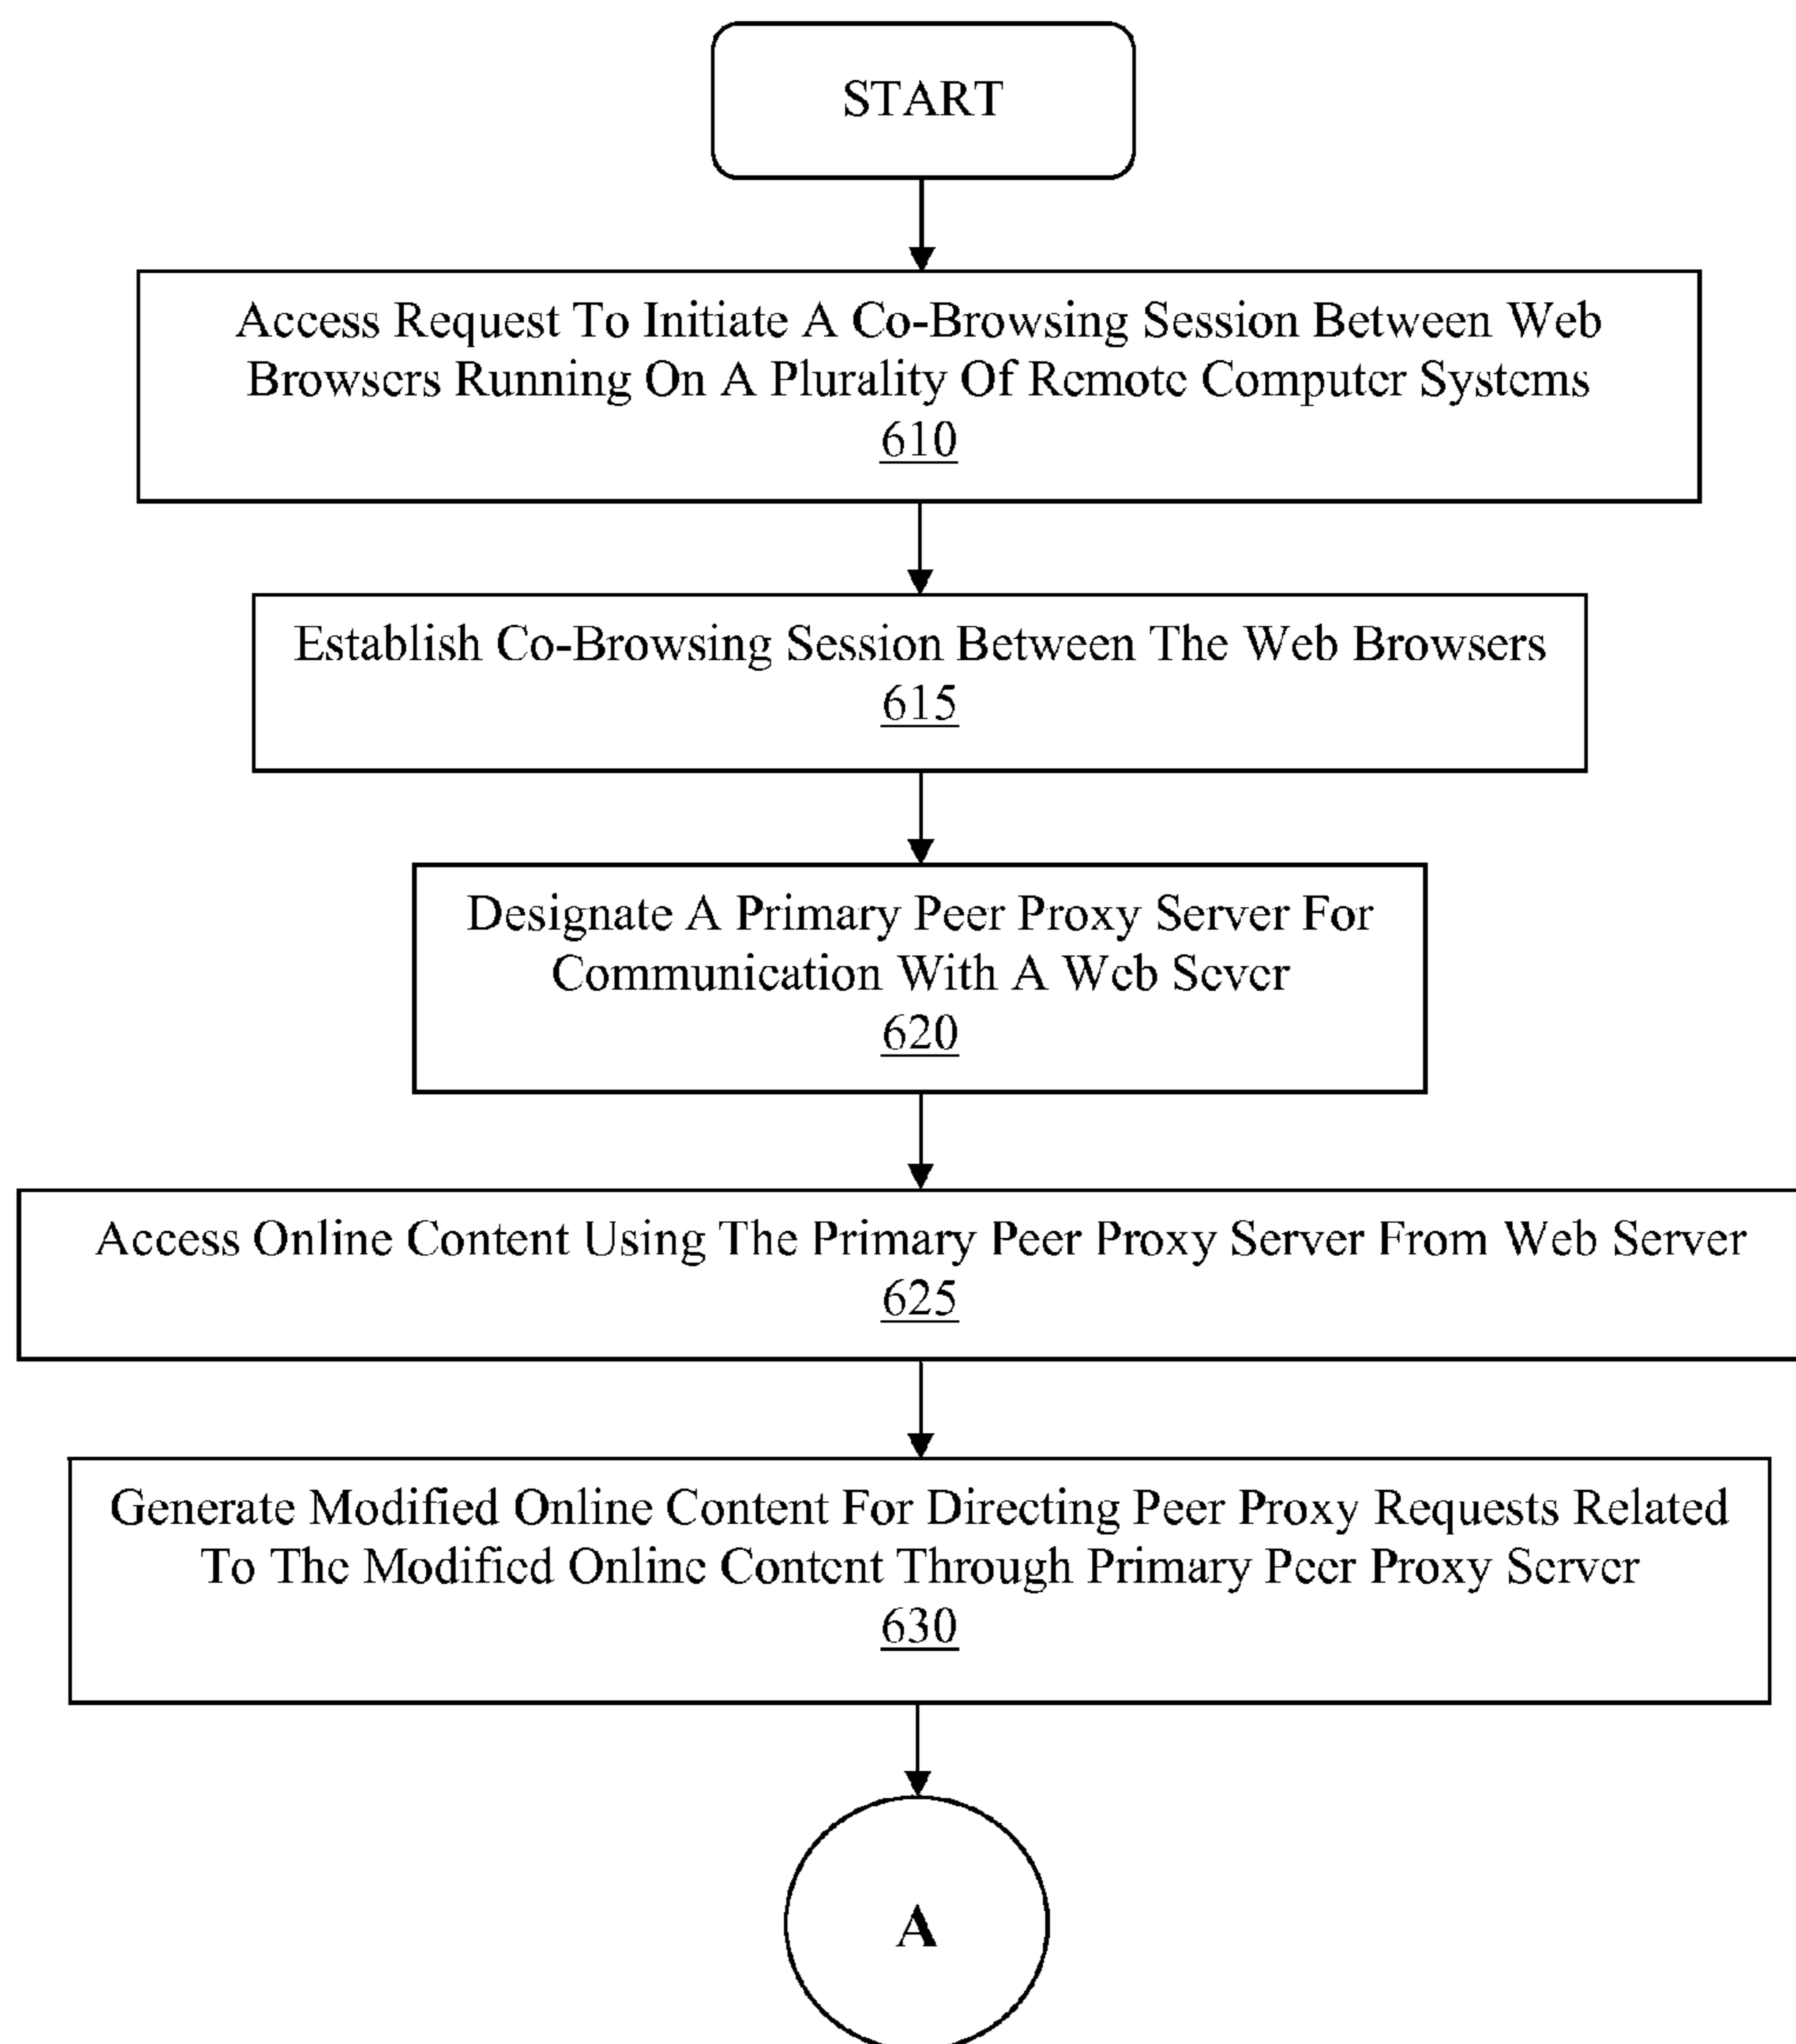 START
Access Request To Initiate A Co-Browsing Session Between Web
Browsers Running On A Plurality Of Remote Computer Systems
610
Establish Co-Browsing Session Between The Web Browsers
615
Designate A Primary Peer Proxy Server For
Communication With A Web Sever
620
Access Online Content Using The Primary Peer Proxy Server From Web Server
625
Generate Modified Online Content For Directing Peer Proxy Requests Related
To The Modified Online Content Through Primary Peer Proxy Server
630
A